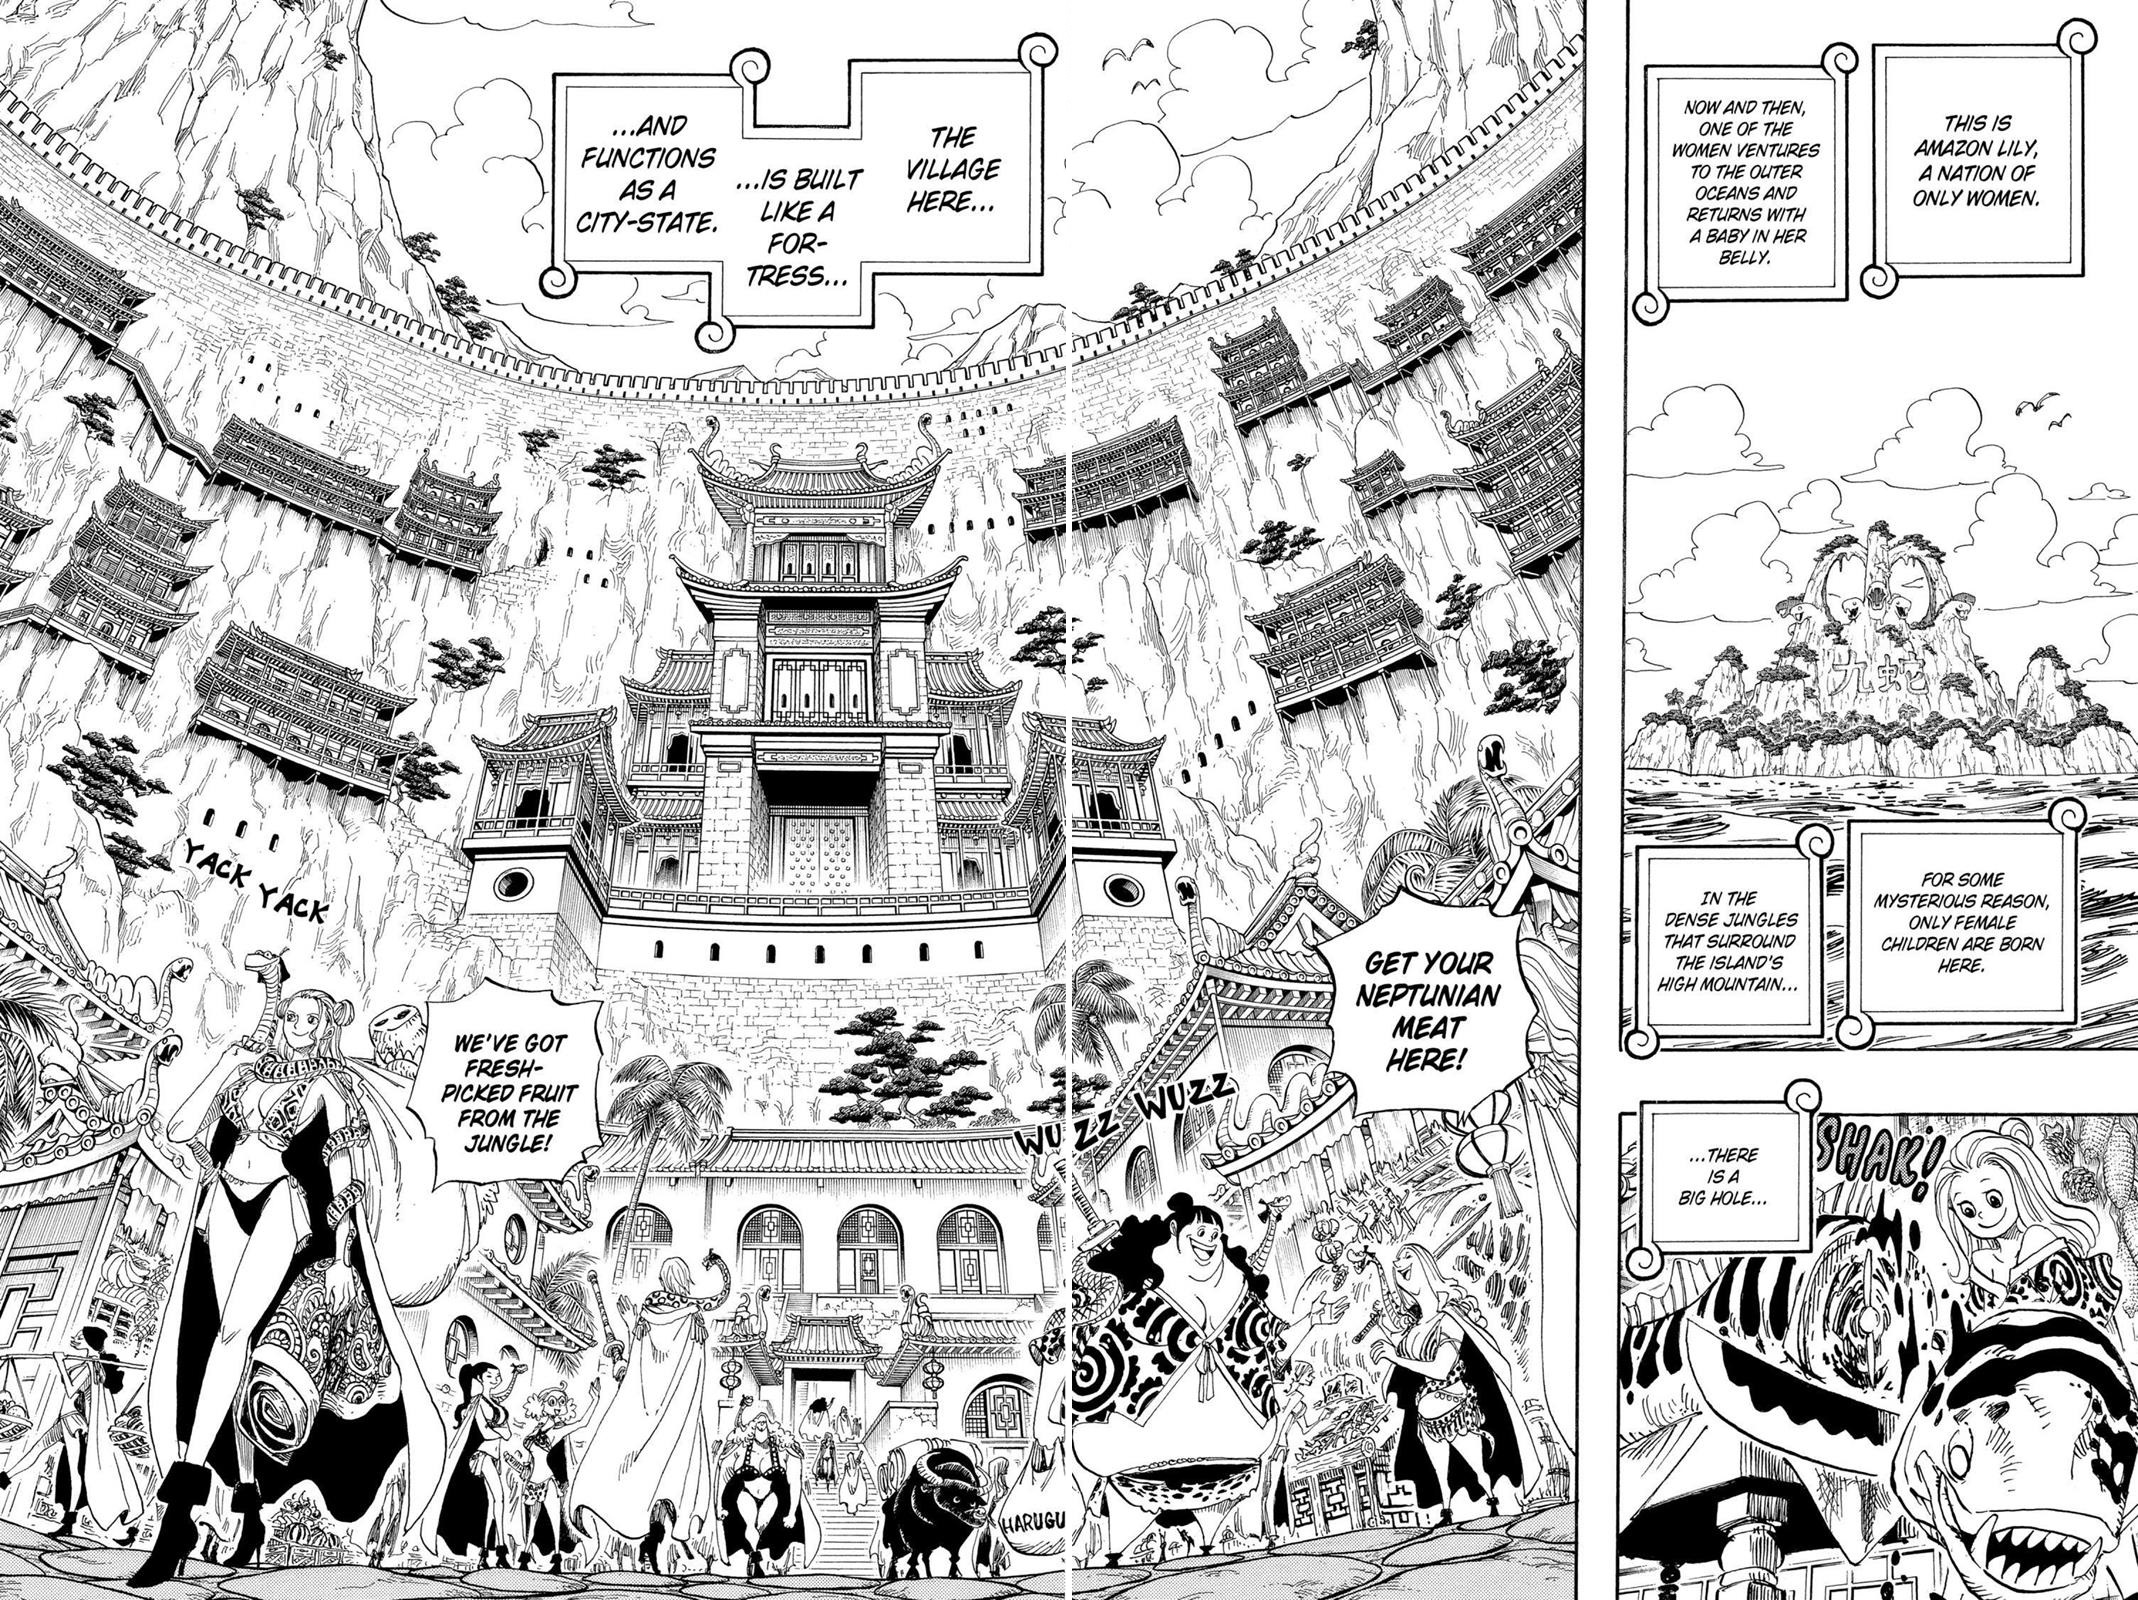 THIS IS
AMAZON LILY,
A NATION OF
ONLY WOMEN.
NOW AND THEN,
ONE OF THE
WOMEN VENTURES
TO THE OUTER
OCEANS AND
RETURNS WITH
A BABY IN HER
BELLY.
九蛇
FOR SOME
MYSTERIOUS REASON,
ONLY FEMALE
CHILDREN ARE BORN
HERE.
IN THE
DENSE JUNGLES
THAT SURROUND
THE ISLAND'S
HIGH MOUNTAIN...
...THERE
IS A
BIG HOLE...
SHAK!
THE
VILLAGE
HERE...
...IS BUILT
LIKE A
FOR-
TRESS...
...AND
FUNCTIONS
AS A
CITY-STATE.
GET YOUR
NEPTUNIAN
MEAT
HERE!
WUZZ WUZZ
WE'VE GOT
FRESH-
PICKED FRUIT
FROM THE
JUNGLE!
YACK YACK
HARUGU